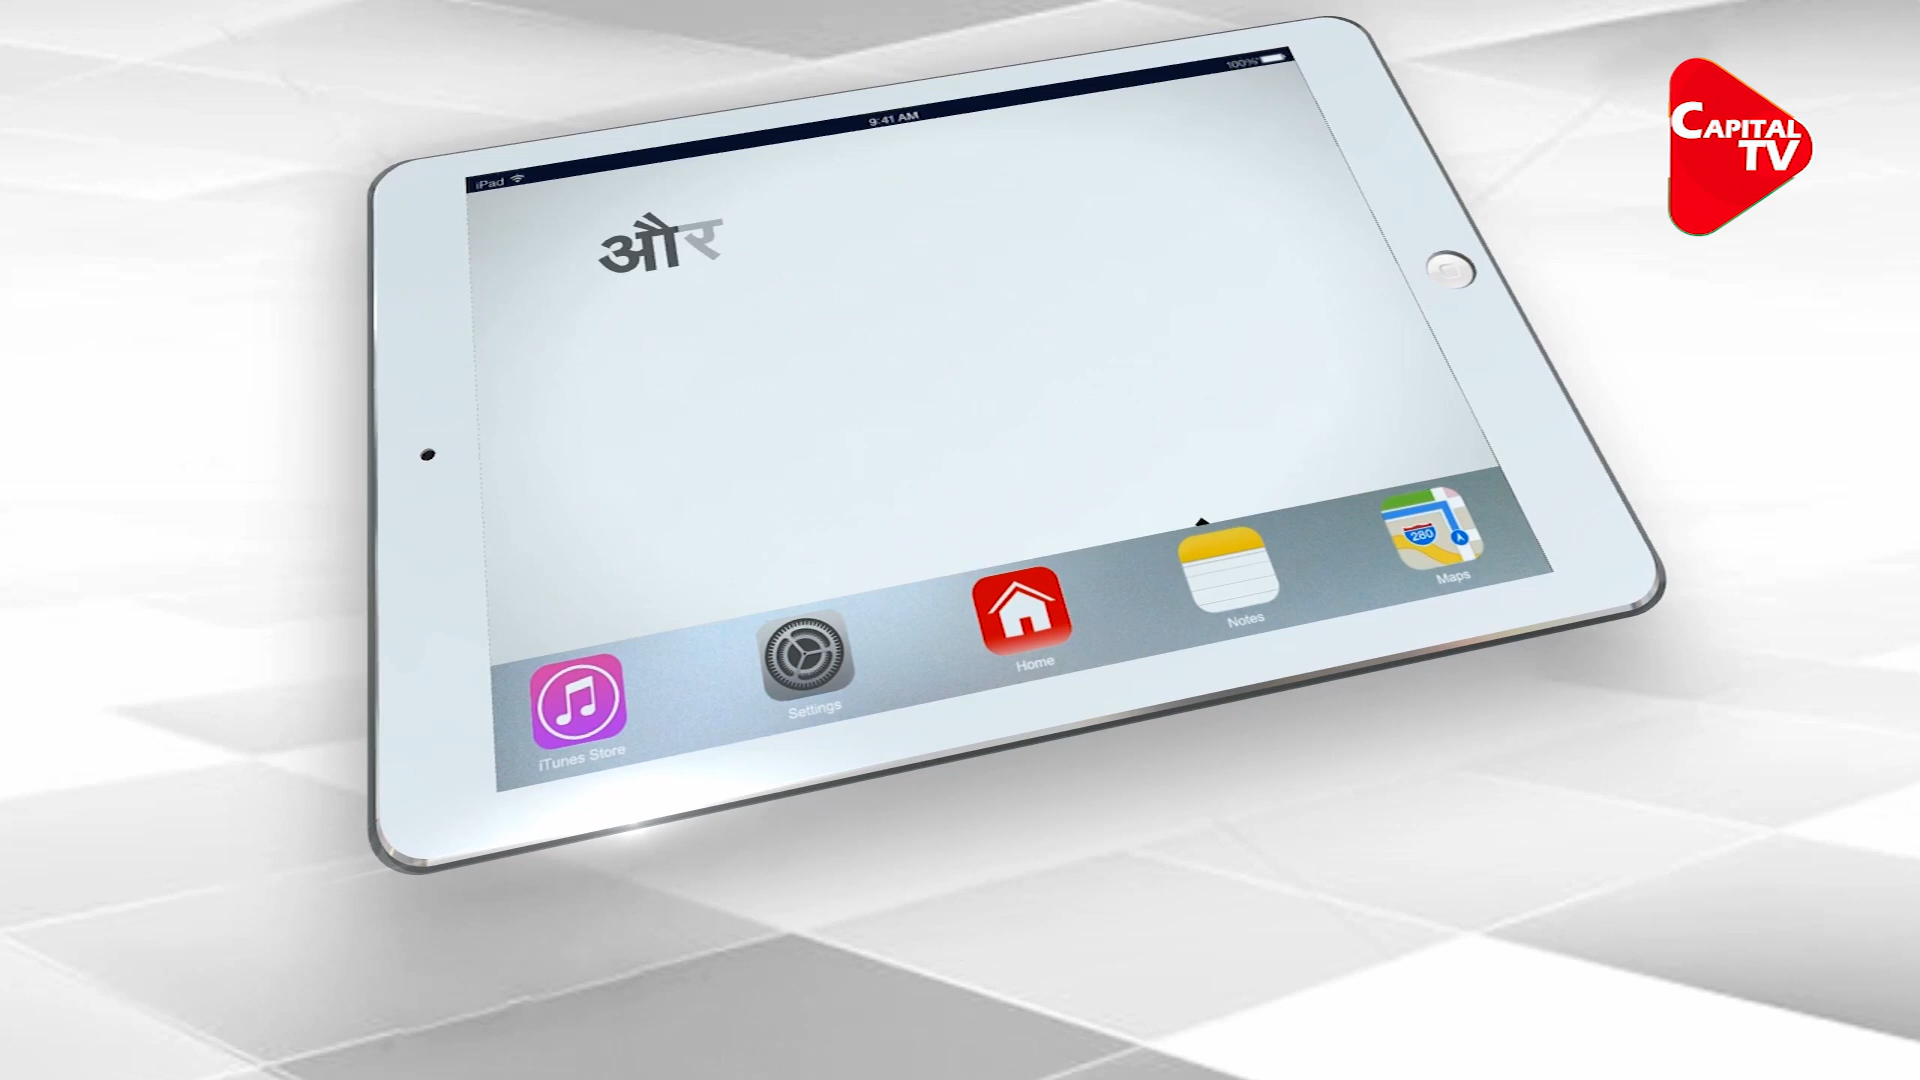 CAPITAL
TV
iPad
9:41 AM
100%
और
iTunes Store
Settings
Home
Notes
280
Maps